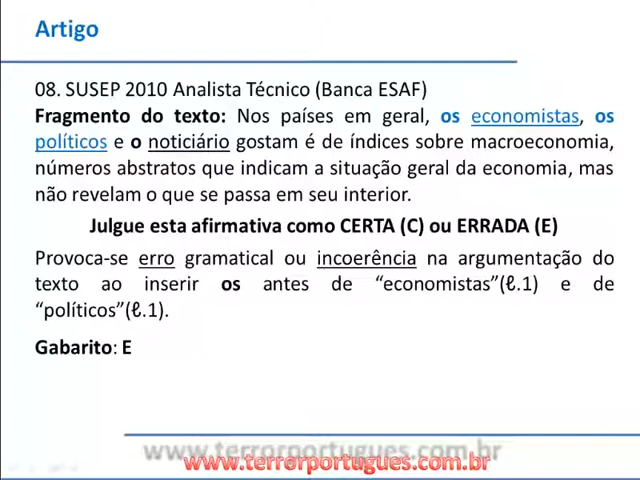 Artigo
08. SUSEP 2010 Analista Técnico (Banca ESAF)
Fragmento do texto: Nos países em geral, os economistas, os
políticos e o noticiário gostam é de índices sobre macroeconomia,
números abstratos que indicam a situação geral da economia, mas
não revelam o que se passa em seu interior.
Julgue esta afirmativa como CERTA (C) ou ERRADA (E)
Provoca-se erro gramatical ou incoerência na argumentação do
texto ao inserir os antes de “economistas”(ℓ.1) e de
“políticos”(ℓ.1).
Gabarito: E
www.terrorportugues.com.br
www.terrorportugues.com.br